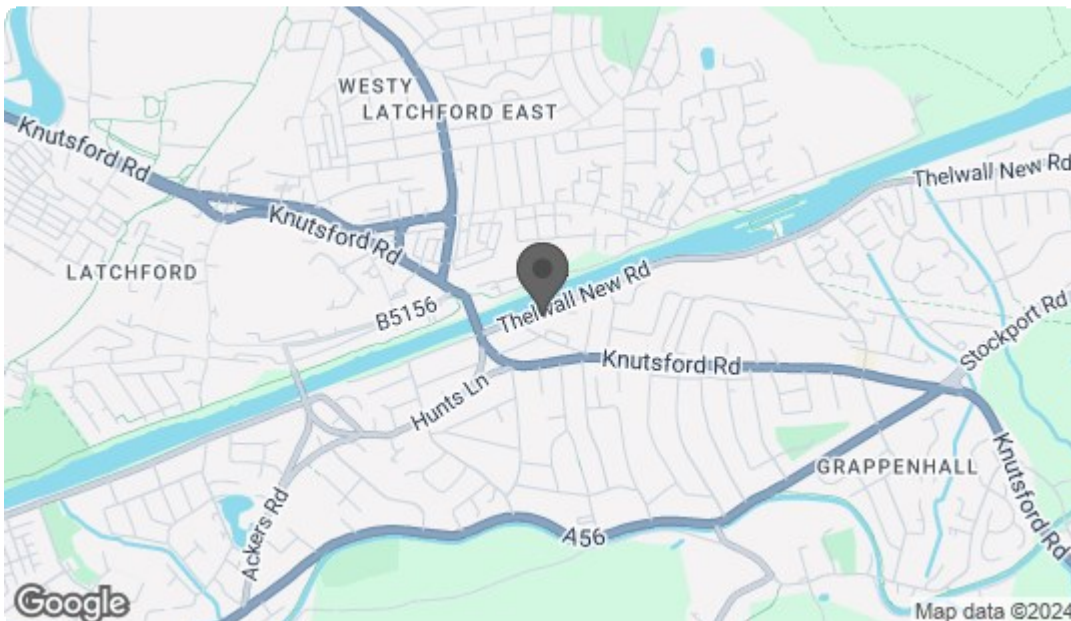 WESTY
LATCHFORD EAST
Knutsford Rd
Thelwall New Rd
Knutsford Rd
LATCHFORD
B5156
Thelwall New Rd
Stockport Rd
Knutsford Rd
Hunts Ln
GRAPPENHALL
Knutsford Rd
Ackers Rd
A56
Google
Map data ©2024